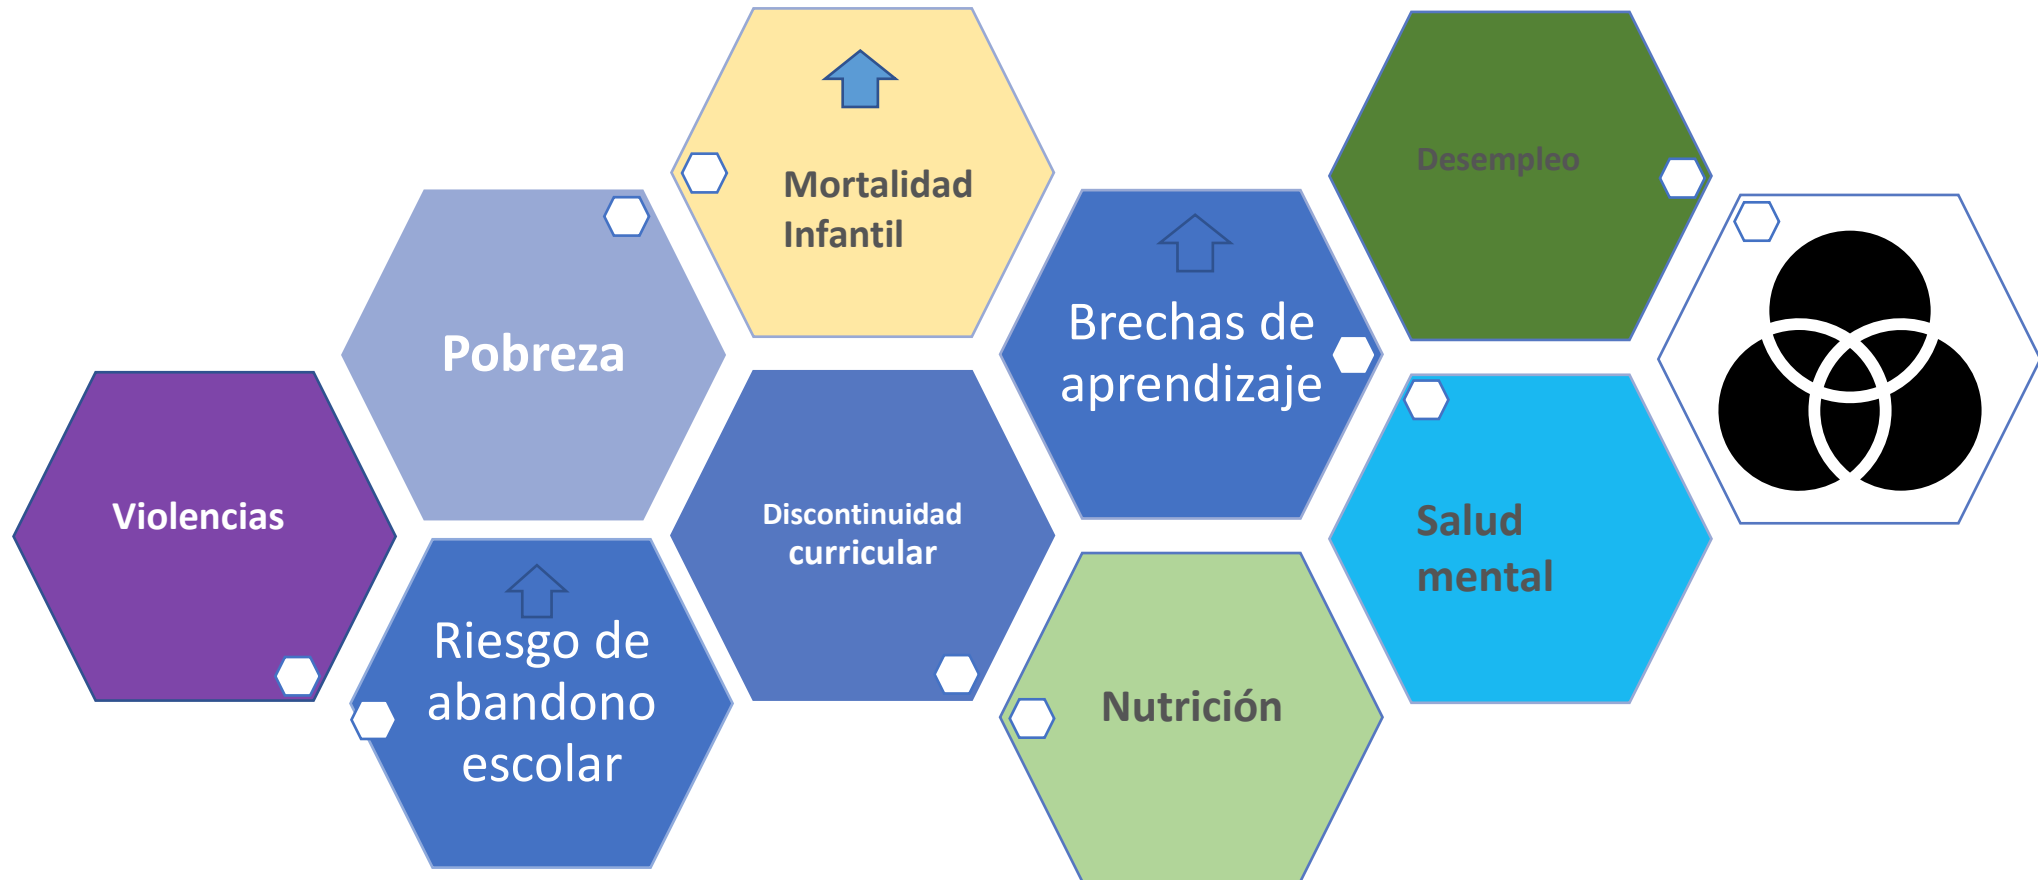 Mortalidad
Infantil
Desempleo
Pobreza
Brechas de
aprendizaje
Violencias
Discontinuidad
curricular
Salud
mental
Riesgo de
abandono
escolar
Nutrición